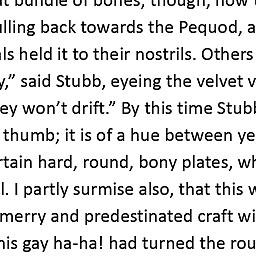 at bundle of bones, though, how
lling back towards the Pequod, a
ls held it to their nostrils. Others
y,” said Stubb, eyeing the velvet v
ey won’t drift.” By this time Stub
thumb; it is of a hue between ye
rtain hard, round, bony plates, wh
l. I partly surmise also, that this w
merry and predestinated craft wi
his gay ha-ha! had turned the rou